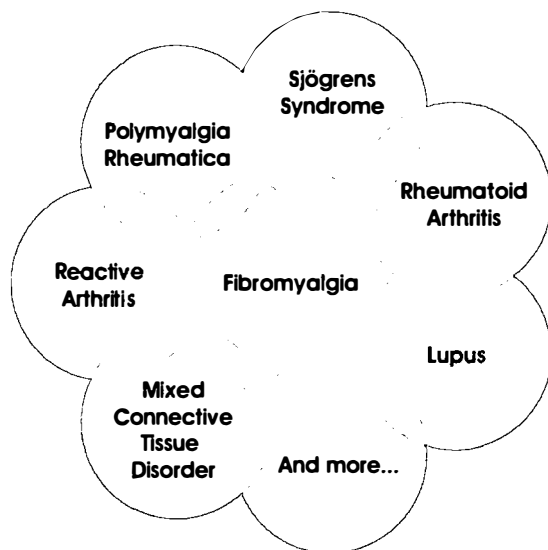 Sjögrens
Syndrome
Polymyalgia
Rheumatica
Rheumatoid
Arthritis
Reactive
Arthritis
Fibromyalgia
Lupus
Mixed
Connective
Tissue
Disorder
And more...